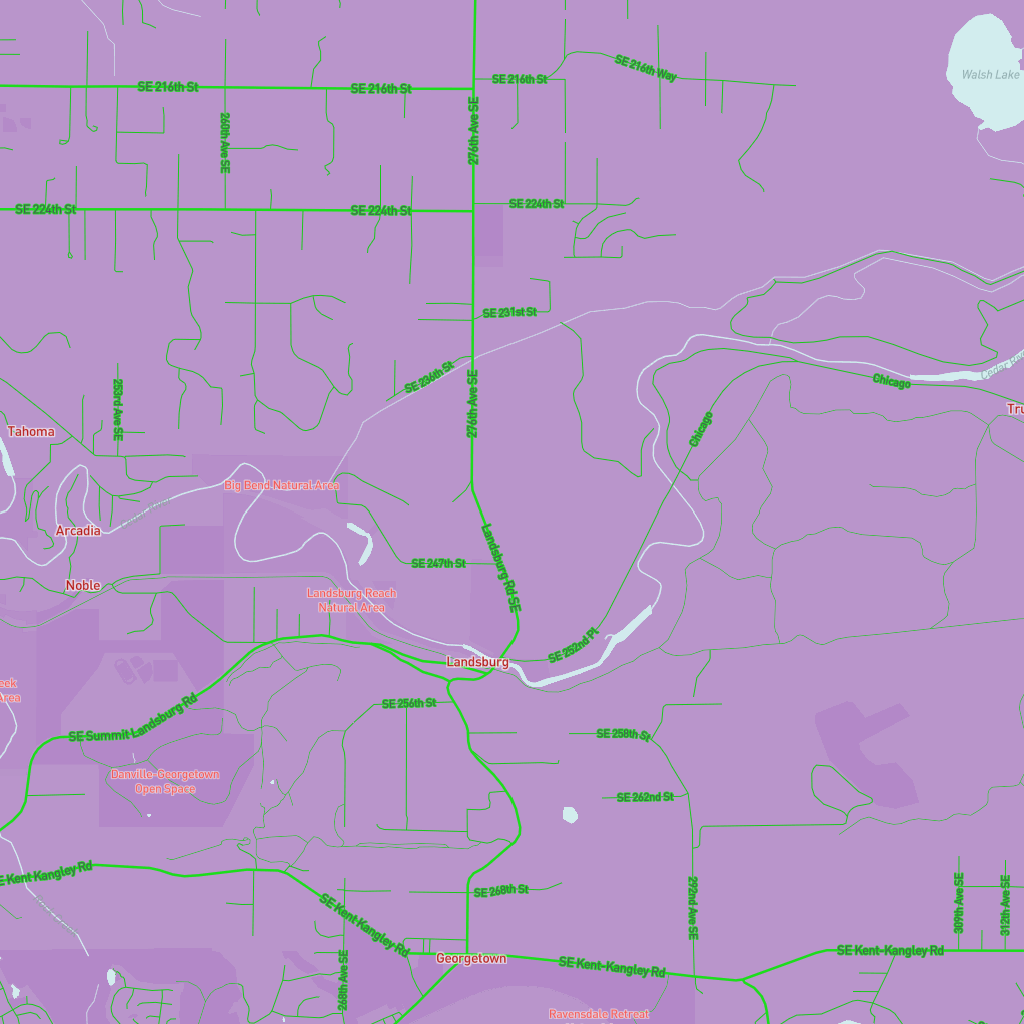 SE 216th Way
Walsh Lake
SE 216th St
SE 216th St
SE 216th St
260th Ave SE
276th Ave SE
SE 224th St
SE 224th St
SE 224th St
SE 231st St
SE 236th St
Chicago
253rd Ave SE
276th Ave SE
Chicago
Tahoma
Big Bend Natural Area
Arcadia
Landsburg Rd SE
SE 247th St
Noble
Landsburg Reach
Natural Area
SE 252nd Pl
Landsburg
SE 256th St
SE Summit Landsburg Rd
SE 258th St
Danville-Georgetown
Open Space
SE 262nd St
SE Kent Kangley Rd
SE 268th St
292nd Ave SE
309th Ave SE
312th Ave SE
SE Kent Kangley Rd
268th Ave SE
Georgetown
SE Kent-Kangley Rd
SE Kent-Kangley Rd
Ravensdale Retreat